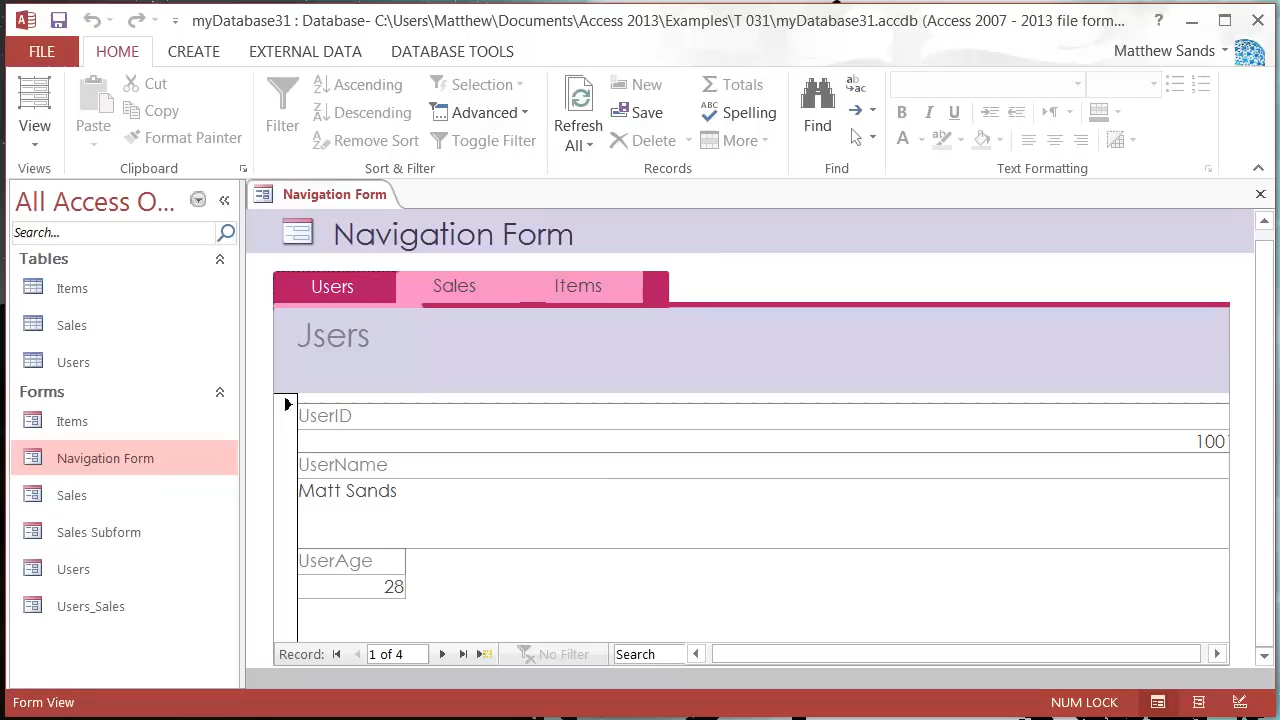 myDatabase31 : Database- C:\Users\Matthew\Documents\Access 2013\Examples\T 031\myDatabase31.accdb (Access 2007 - 2013 file form...
FILE HOME CREATE EXTERNAL DATA DATABASE TOOLS Matthew Sands
View Paste Cut Copy Format Painter Filter Ascending Descending Remove Sort Selection Advanced Toggle Filter Refresh All New Save Delete Totals Spelling More Find
Views Clipboard Sort & Filter Records Find Text Formatting
All Access O...
Search...
Tables
Items
Sales
Users
Forms
Items
Navigation Form
Sales
Sales Subform
Users
Users_Sales
Navigation Form
Navigation Form
Users Sales Items
Jsers
UserID
100
UserName
Matt Sands
UserAge
28
Record: 1 of 4 No Filter Search
Form View NUM LOCK